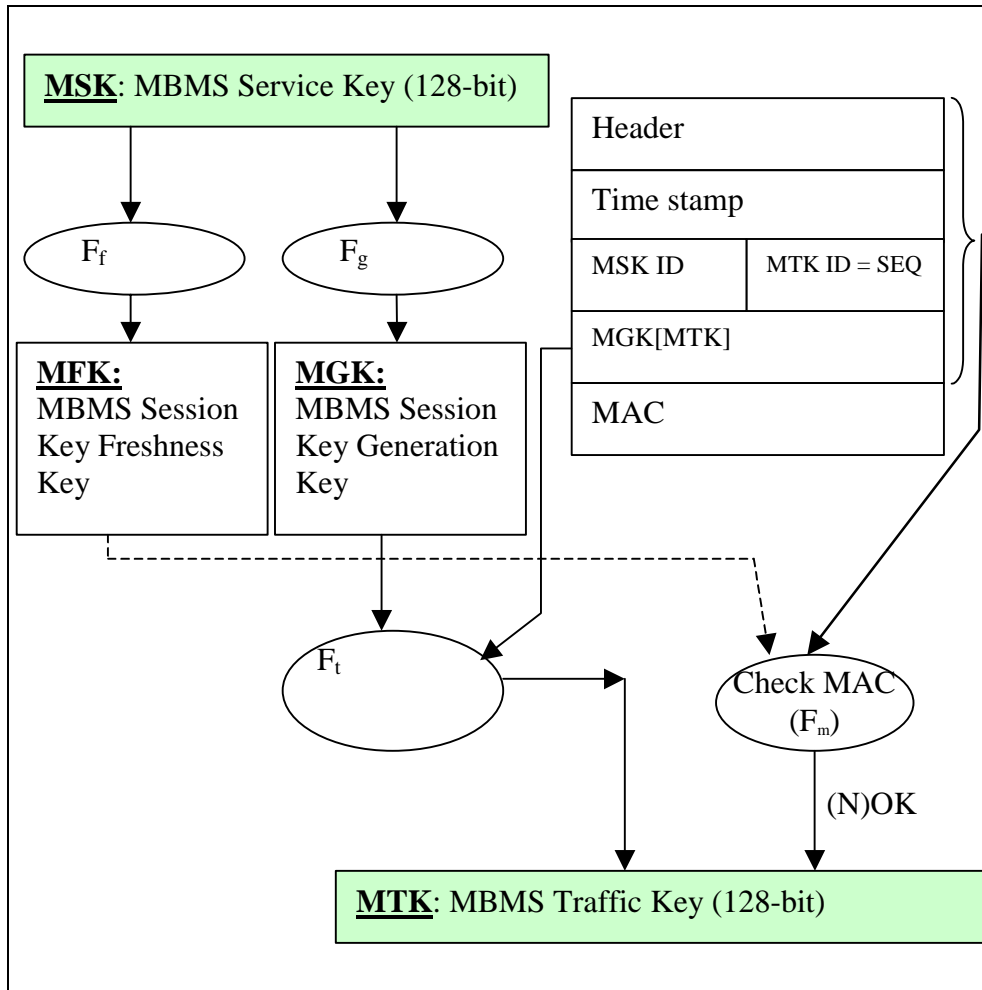 MSK: MBMS Service Key (128-bit)
Header
Time stamp
MSK ID
MTK ID = SEQ
MGK[MTK]
MAC
Ff
Fg
MFK:
MBMS Session
Key Freshness
Key
MGK:
MBMS Session
Key Generation
Key
Ft
Check MAC
(Fm)
(N)OK
MTK: MBMS Traffic Key (128-bit)